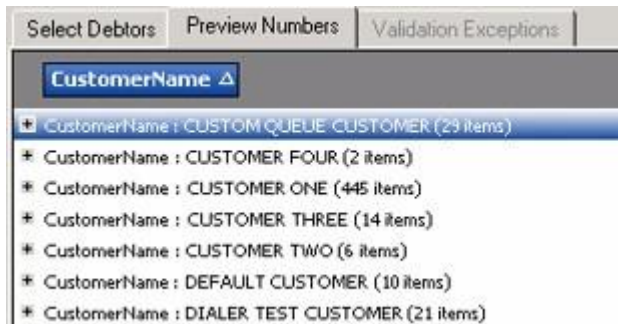 Select Debtors Preview Numbers Validation Exceptions
CustomerName
CustomerName : CUSTOM QUEUE CUSTOMER (29 items)
CustomerName : CUSTOMER FOUR (2 items)
CustomerName : CUSTOMER ONE (445 items)
CustomerName : CUSTOMER THREE (14 items)
CustomerName : CUSTOMER TWO (6 items)
CustomerName : DEFAULT CUSTOMER (10 items)
CustomerName : DIALER TEST CUSTOMER (21 items)